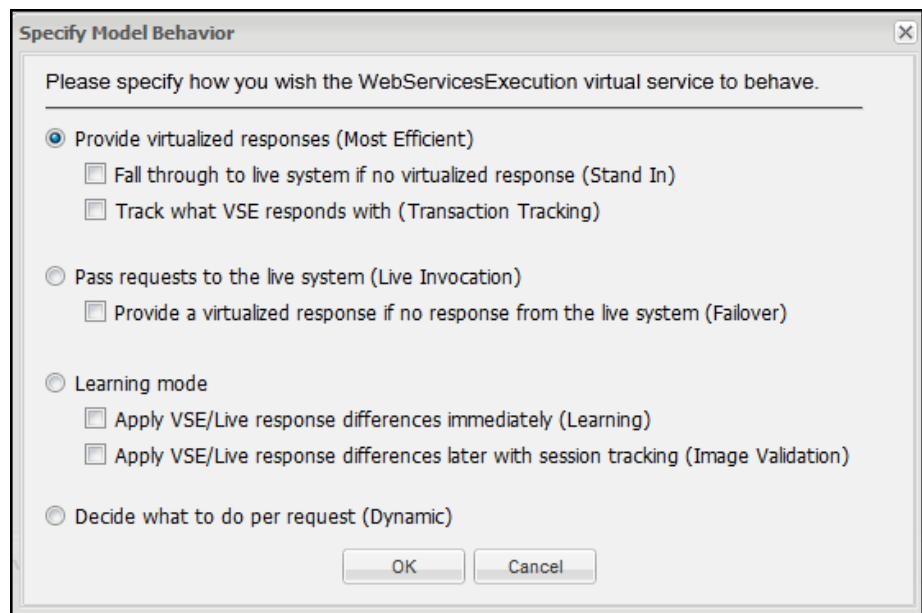 Specify Model Behavior
Please specify how you wish the WebServicesExecution virtual service to behave.
Provide virtualized responses (Most Efficient)
Fall through to live system if no virtualized response (Stand In)
Track what VSE responds with (Transaction Tracking)
Pass requests to the live system (Live Invocation)
Provide a virtualized response if no response from the live system (Failover)
Learning mode
Apply VSE/Live response differences immediately (Learning)
Apply VSE/Live response differences later with session tracking (Image Validation)
Decide what to do per request (Dynamic)
OK Cancel